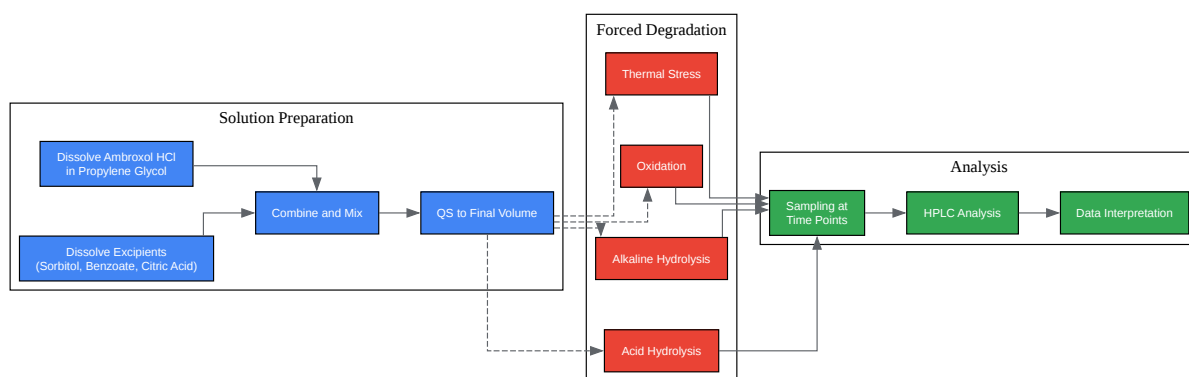 Solution Preparation
Dissolve Ambroxol HCl
in Propylene Glycol
Dissolve Excipients
(Sorbitol, Benzoate, Citric Acid)
Combine and Mix
QS to Final Volume
Forced Degradation
Thermal Stress
Oxidation
Alkaline Hydrolysis
Acid Hydrolysis
Analysis
Sampling at
Time Points
HPLC Analysis
Data Interpretation